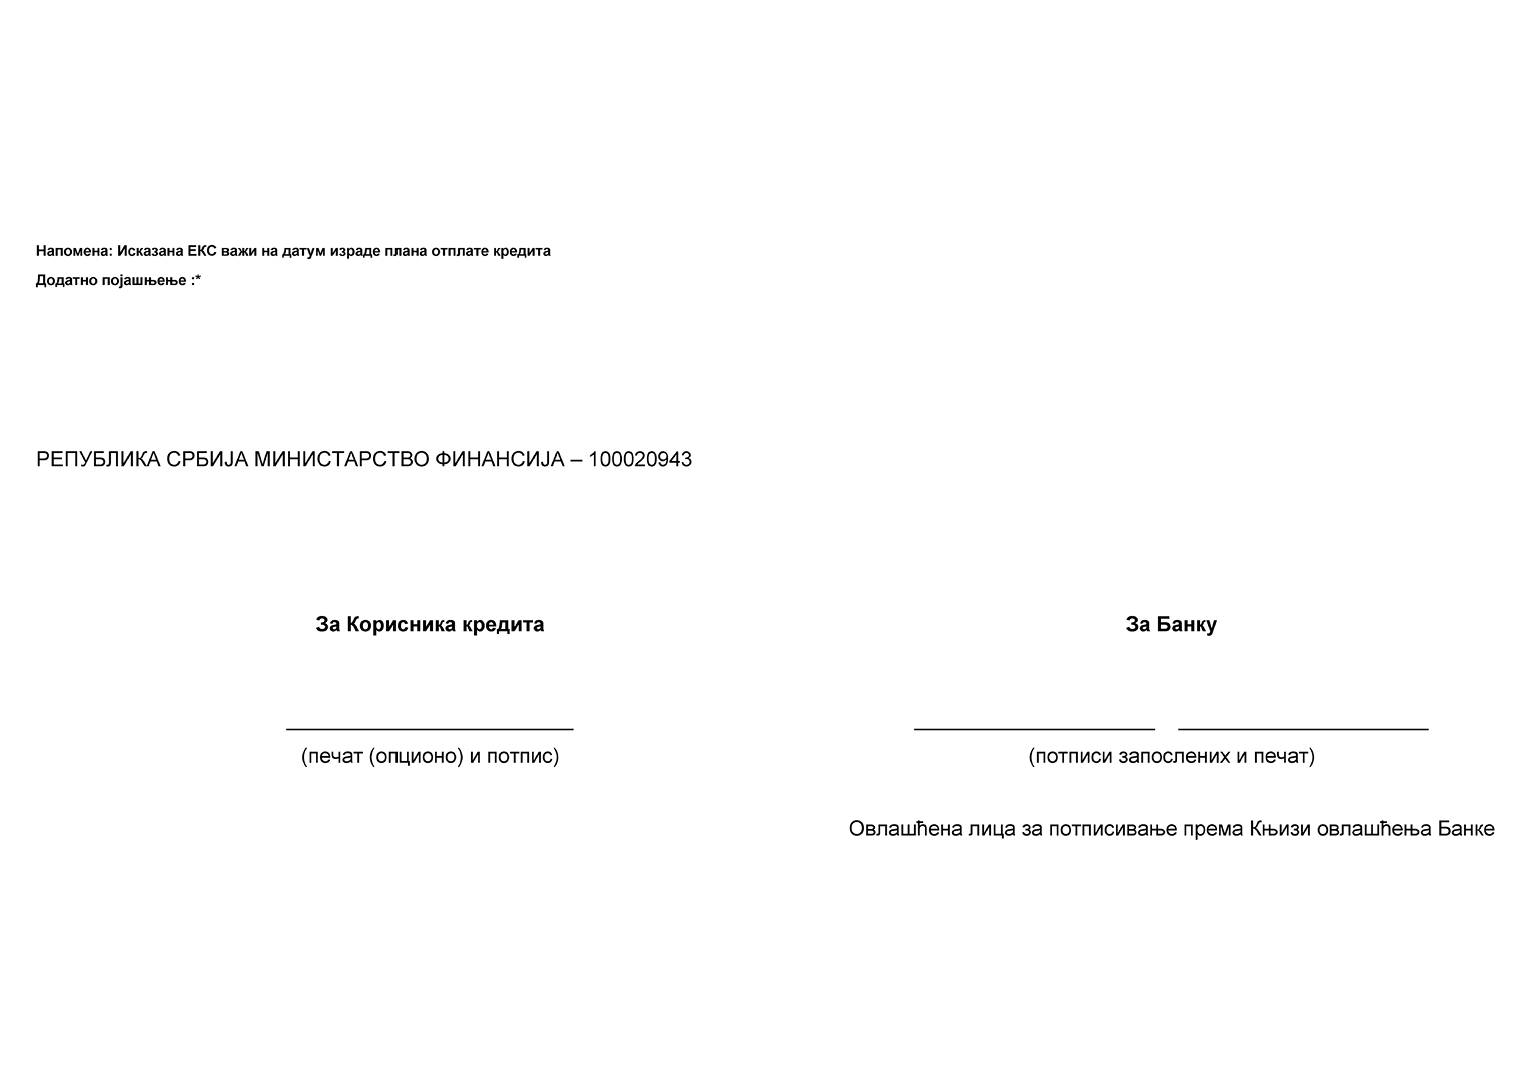 Напомена: Исказана ЕКС важи на датум израде плана отплате кредита
Додатно појашњење :*
РЕПУБЛИКА СРБИЈА МИНИСТАРСТВО ФИНАНСИЈА – 100020943
За Корисника кредита
(печат (опционо) и потпис)
За Банку
(потписи запослених и печат)
Овлашћена лица за потписивање према Књизи овлашћења Банке